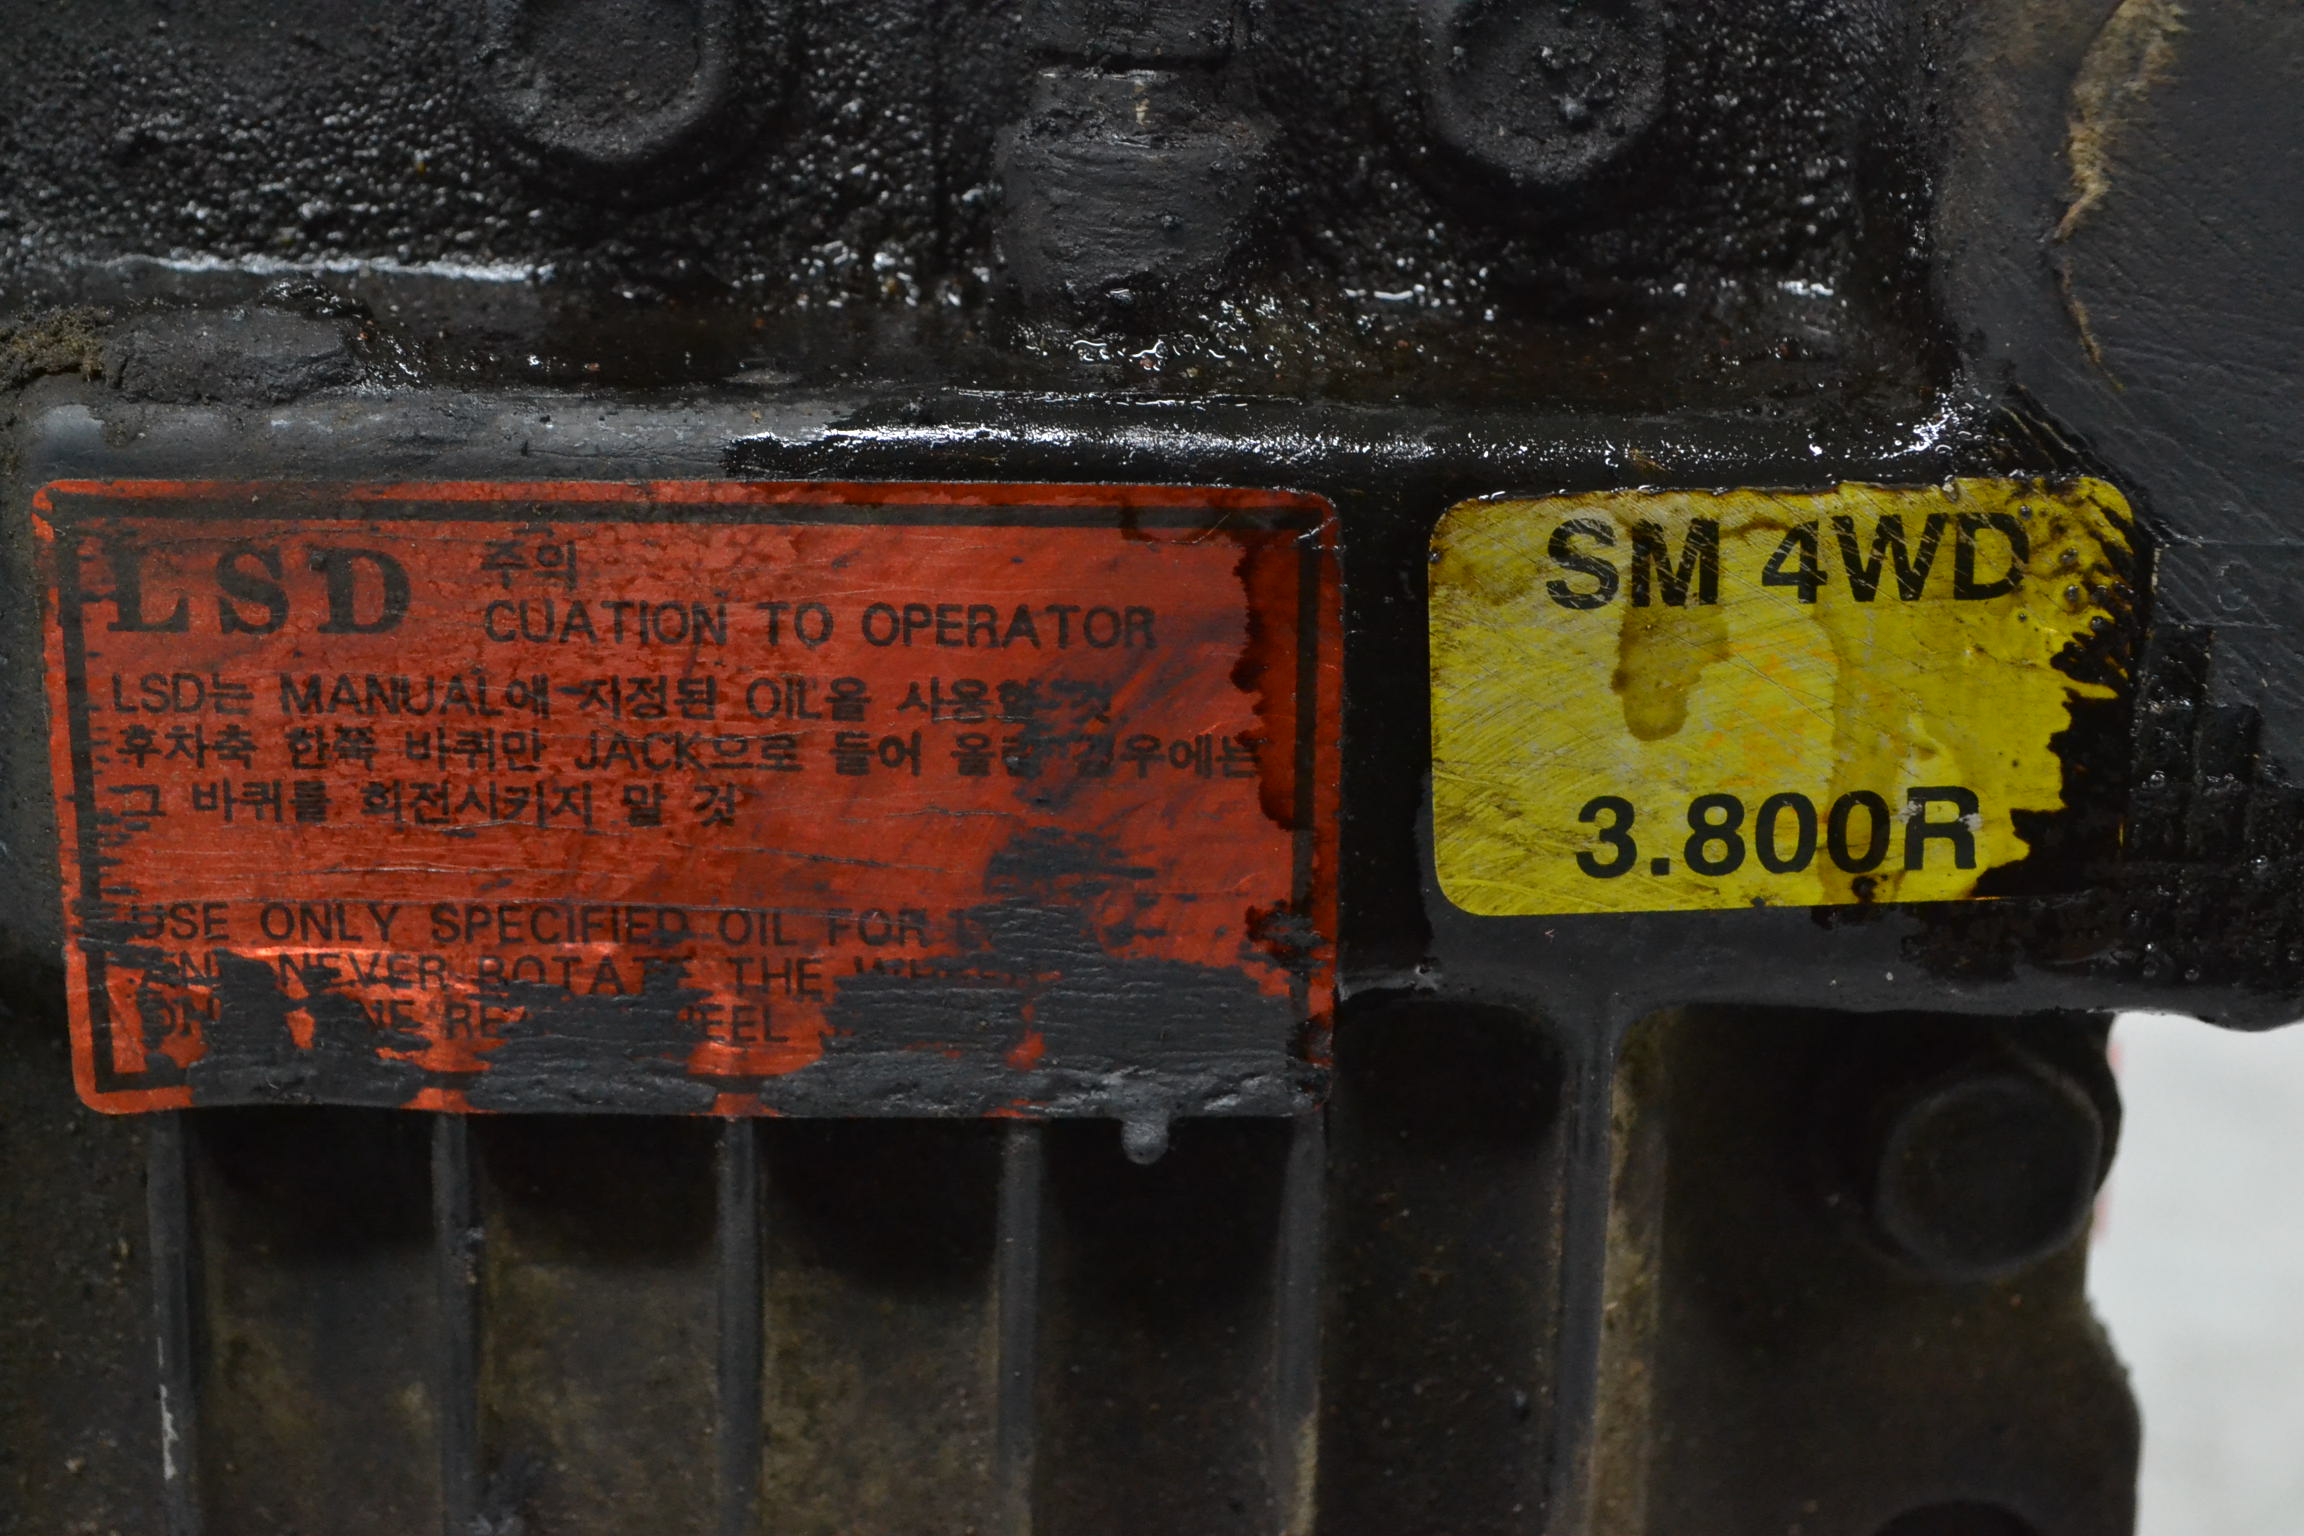 LSD 주의
CUATION TO OPERATOR
LSD는 MANUAL에 지정된 OIL을 사용할 것
후차축 한쪽 바퀴만 JACK으로 들어 올릴 경우에는
그 바퀴를 회전시키지 말 것
USE ONLY SPECIFIED OIL FOR
NEVER ROTATE THE
SM 4WD
3.800R